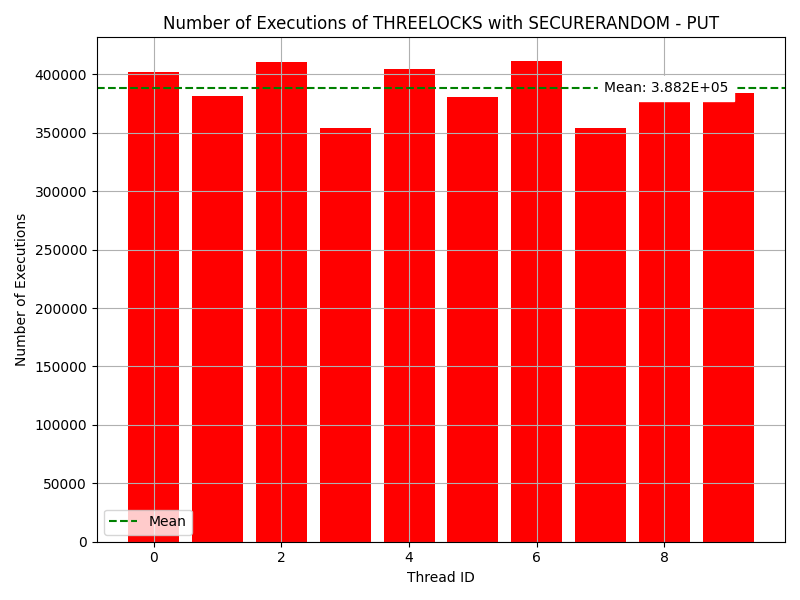 Number of Executions of THREELOCKS with SECURERANDOM - PUT
400000
350000
300000
250000
200000
150000
100000
50000
0
Number of Executions
Mean: 3.882E+05
Mean
0 2 4 6 8
Thread ID